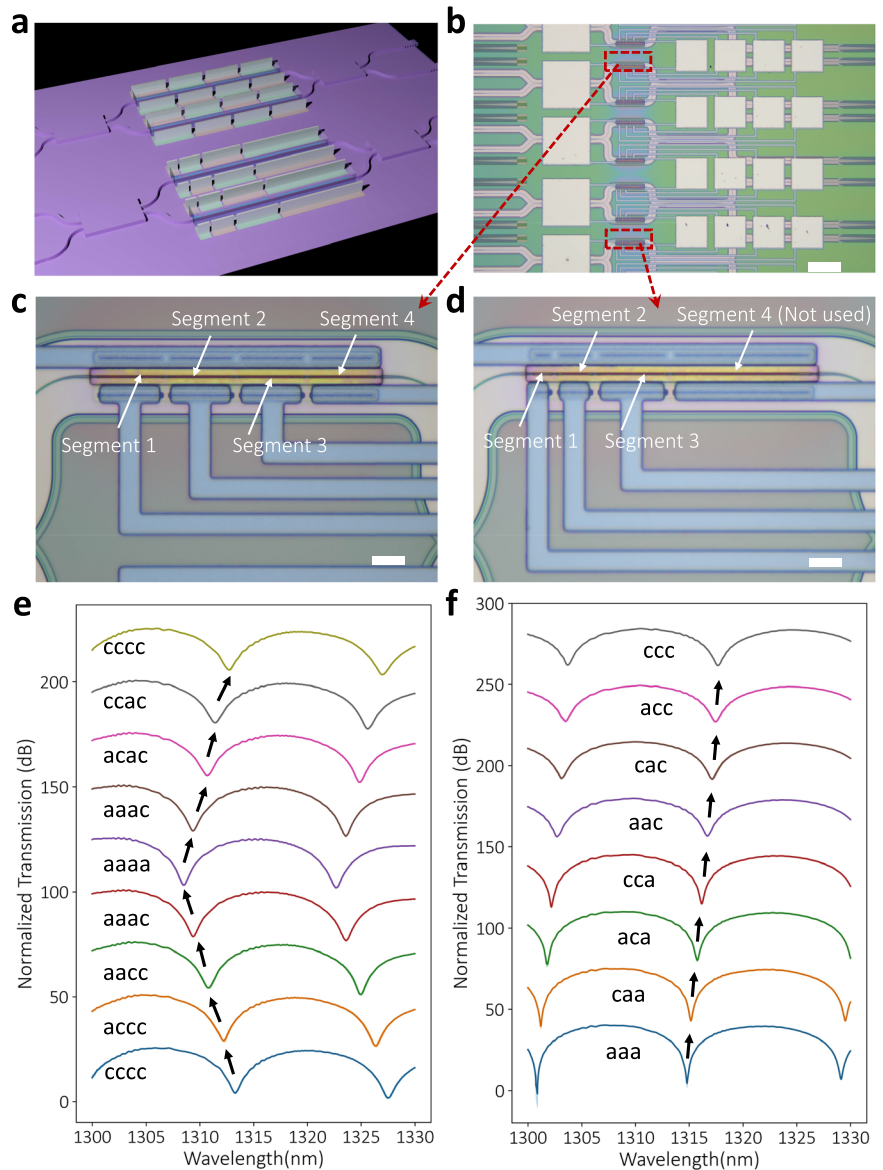 a
b
c
Segment 2
Segment 4
Segment 1
Segment 3
d
Segment 2
Segment 4 (Not used)
Segment 1
Segment 3
e
Normalized Transmission (dB)
200
150
100
50
0
cccc
ccac
acac
aaac
aaaa
aaac
aacc
accc
cccc
1300 1305 1310 1315 1320 1325 1330
Wavelength(nm)
f
Normalized Transmission (dB)
300
250
200
150
100
50
0
ccc
acc
cac
aac
cca
aca
caa
aaa
1300 1305 1310 1315 1320 1325 1330
Wavelength(nm)